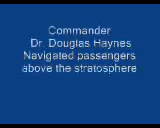 Commander
Dr. Douglas Haynes
Navigated passengers
above the stratosphere